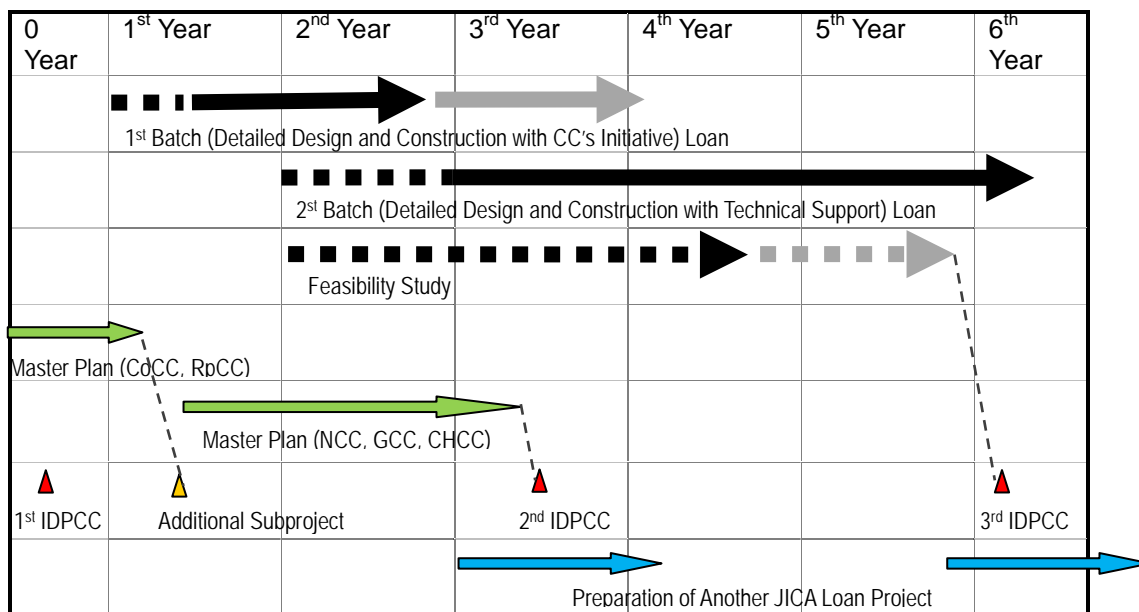 0 Year
1st Year
2nd Year
3rd Year
4th Year
5th Year
6th Year
1st Batch (Detailed Design and Construction with CC's Initiative) Loan
2st Batch (Detailed Design and Construction with Technical Support) Loan
Feasibility Study
Master Plan (CoCC, RpCC)
Master Plan (NCC, GCC, CHCC)
1st IDPCC
Additional Subproject
2nd IDPCC
3rd IDPCC
Preparation of Another JICA Loan Project